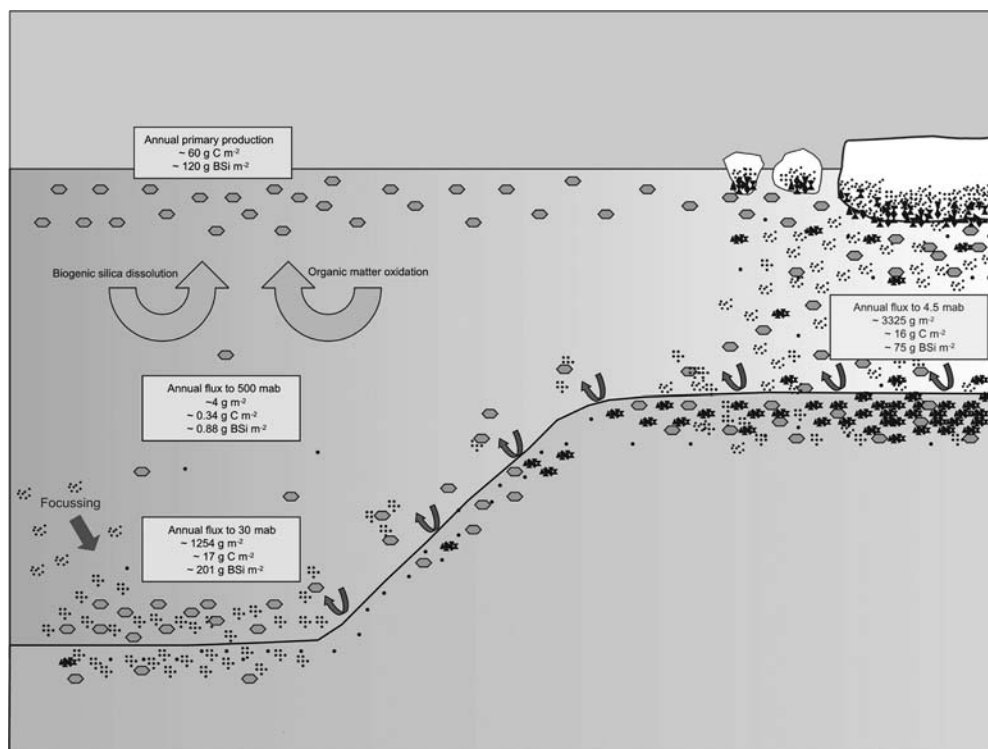 Annual primary production
~ 60 g C m⁻²
~ 120 g BSi m⁻²
Biogenic silica dissolution
Organic matter oxidation
Annual flux to 4.5 mab
~ 3325 g m⁻²
~ 16 g C m⁻²
~ 75 g BSi m⁻²
Annual flux to 500 mab
~4 g m⁻²
~ 0.34 g C m⁻²
~ 0.88 g BSi m⁻²
Focussing
Annual flux to 30 mab
~ 1254 g m⁻²
~ 17 g C m⁻²
~ 201 g BSi m⁻²